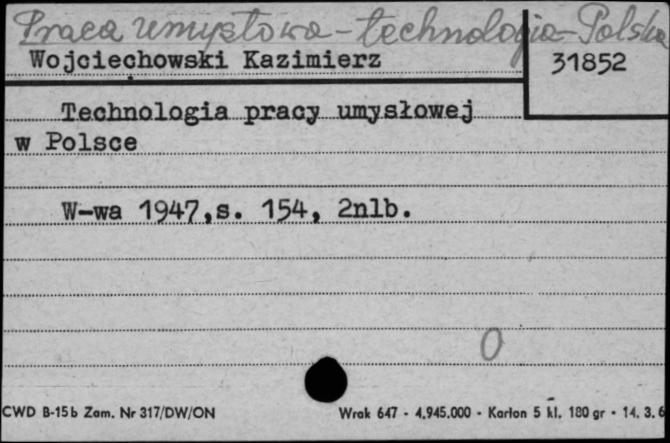 Praca umysłowa - technologia - Polska
Wojciechowski Kazimierz
31852
Technologia pracy umysłowej
w Polsce
W-wa 1947,s. 154, 2nlb.
0
CWD B-15b Zam. Nr 317/DW/ON Wrak 647 - 4.945.000 - Karton 5 kl. 180 gr - 14. 3. 6